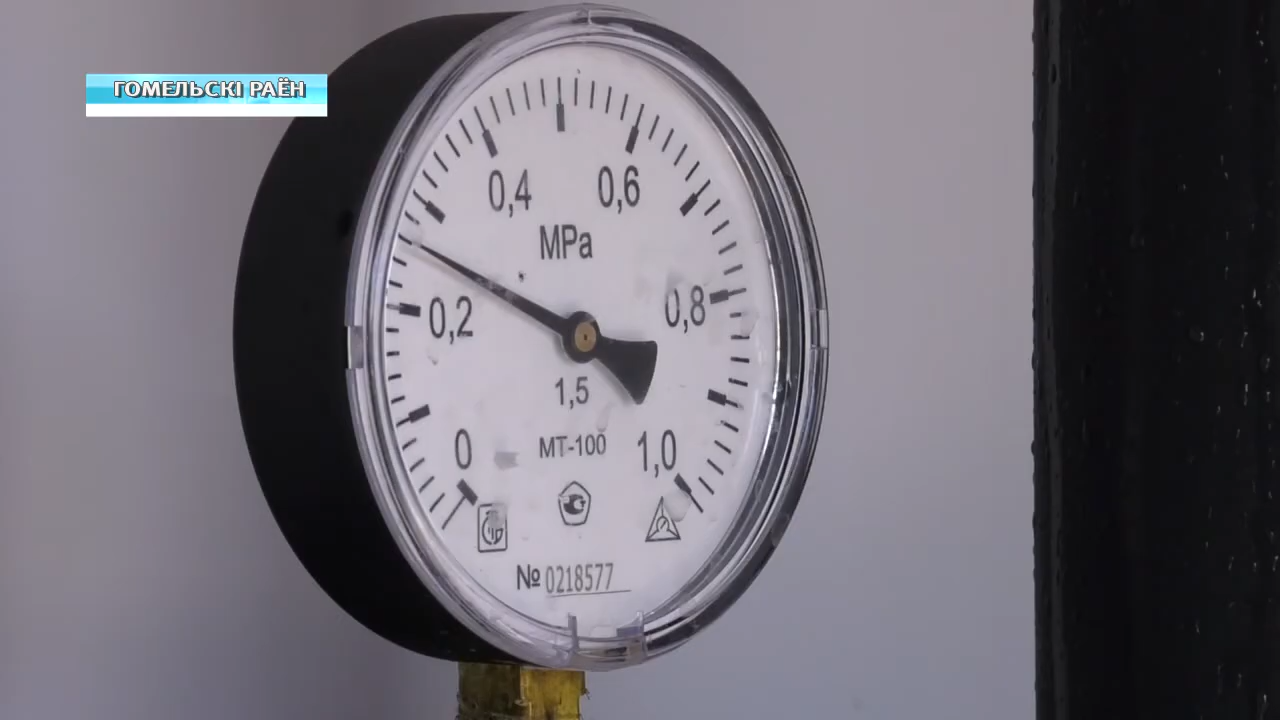 ГОМЕЛЬСКІ РАЁН
0,4 0,6
MPa
0,2 0,8
1,5
0 МТ-100 1,0
№ 0218577